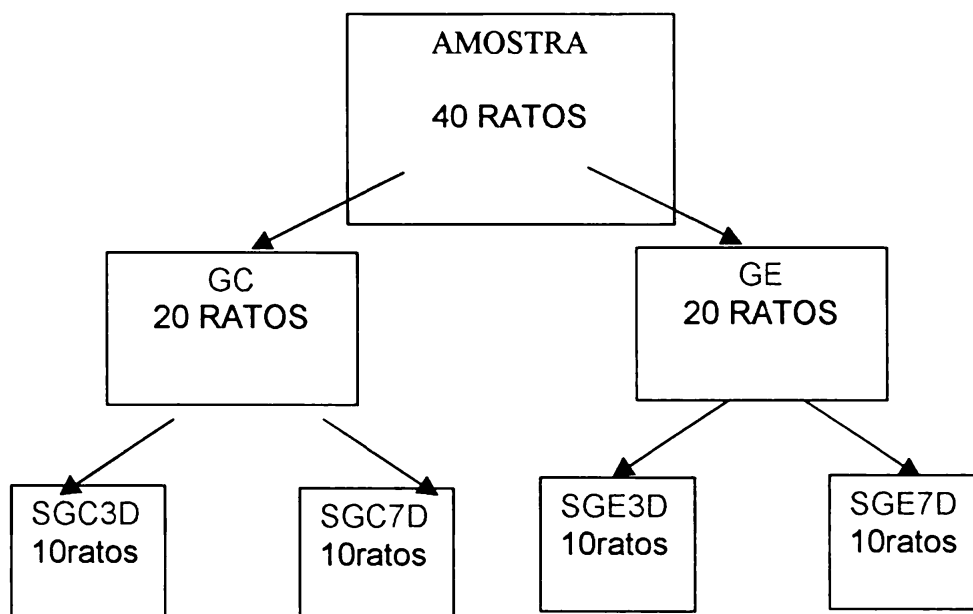 AMOSTRA
40 RATOS
GC
20 RATOS
GE
20 RATOS
SGC3D
10ratos
SGC7D
10ratos
SGE3D
10ratos
SGE7D
10ratos